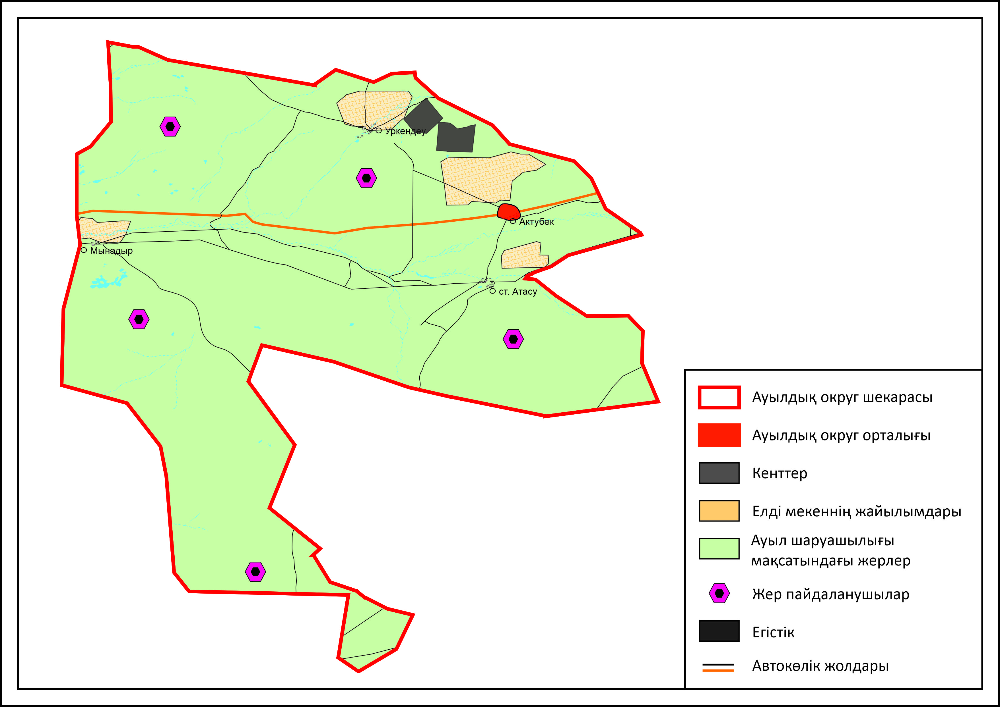 Уркендеу
Актубек
Мынадыр
ст. Атасу
Ауылдық округ шекарасы
Ауылдық округ орталығы
Кенттер
Елді мекеннің жайылымдары
Ауыл шаруашылығы
мақсатындағы жерлер
Жер пайдаланушылар
Егістік
Автокөлік жолдары